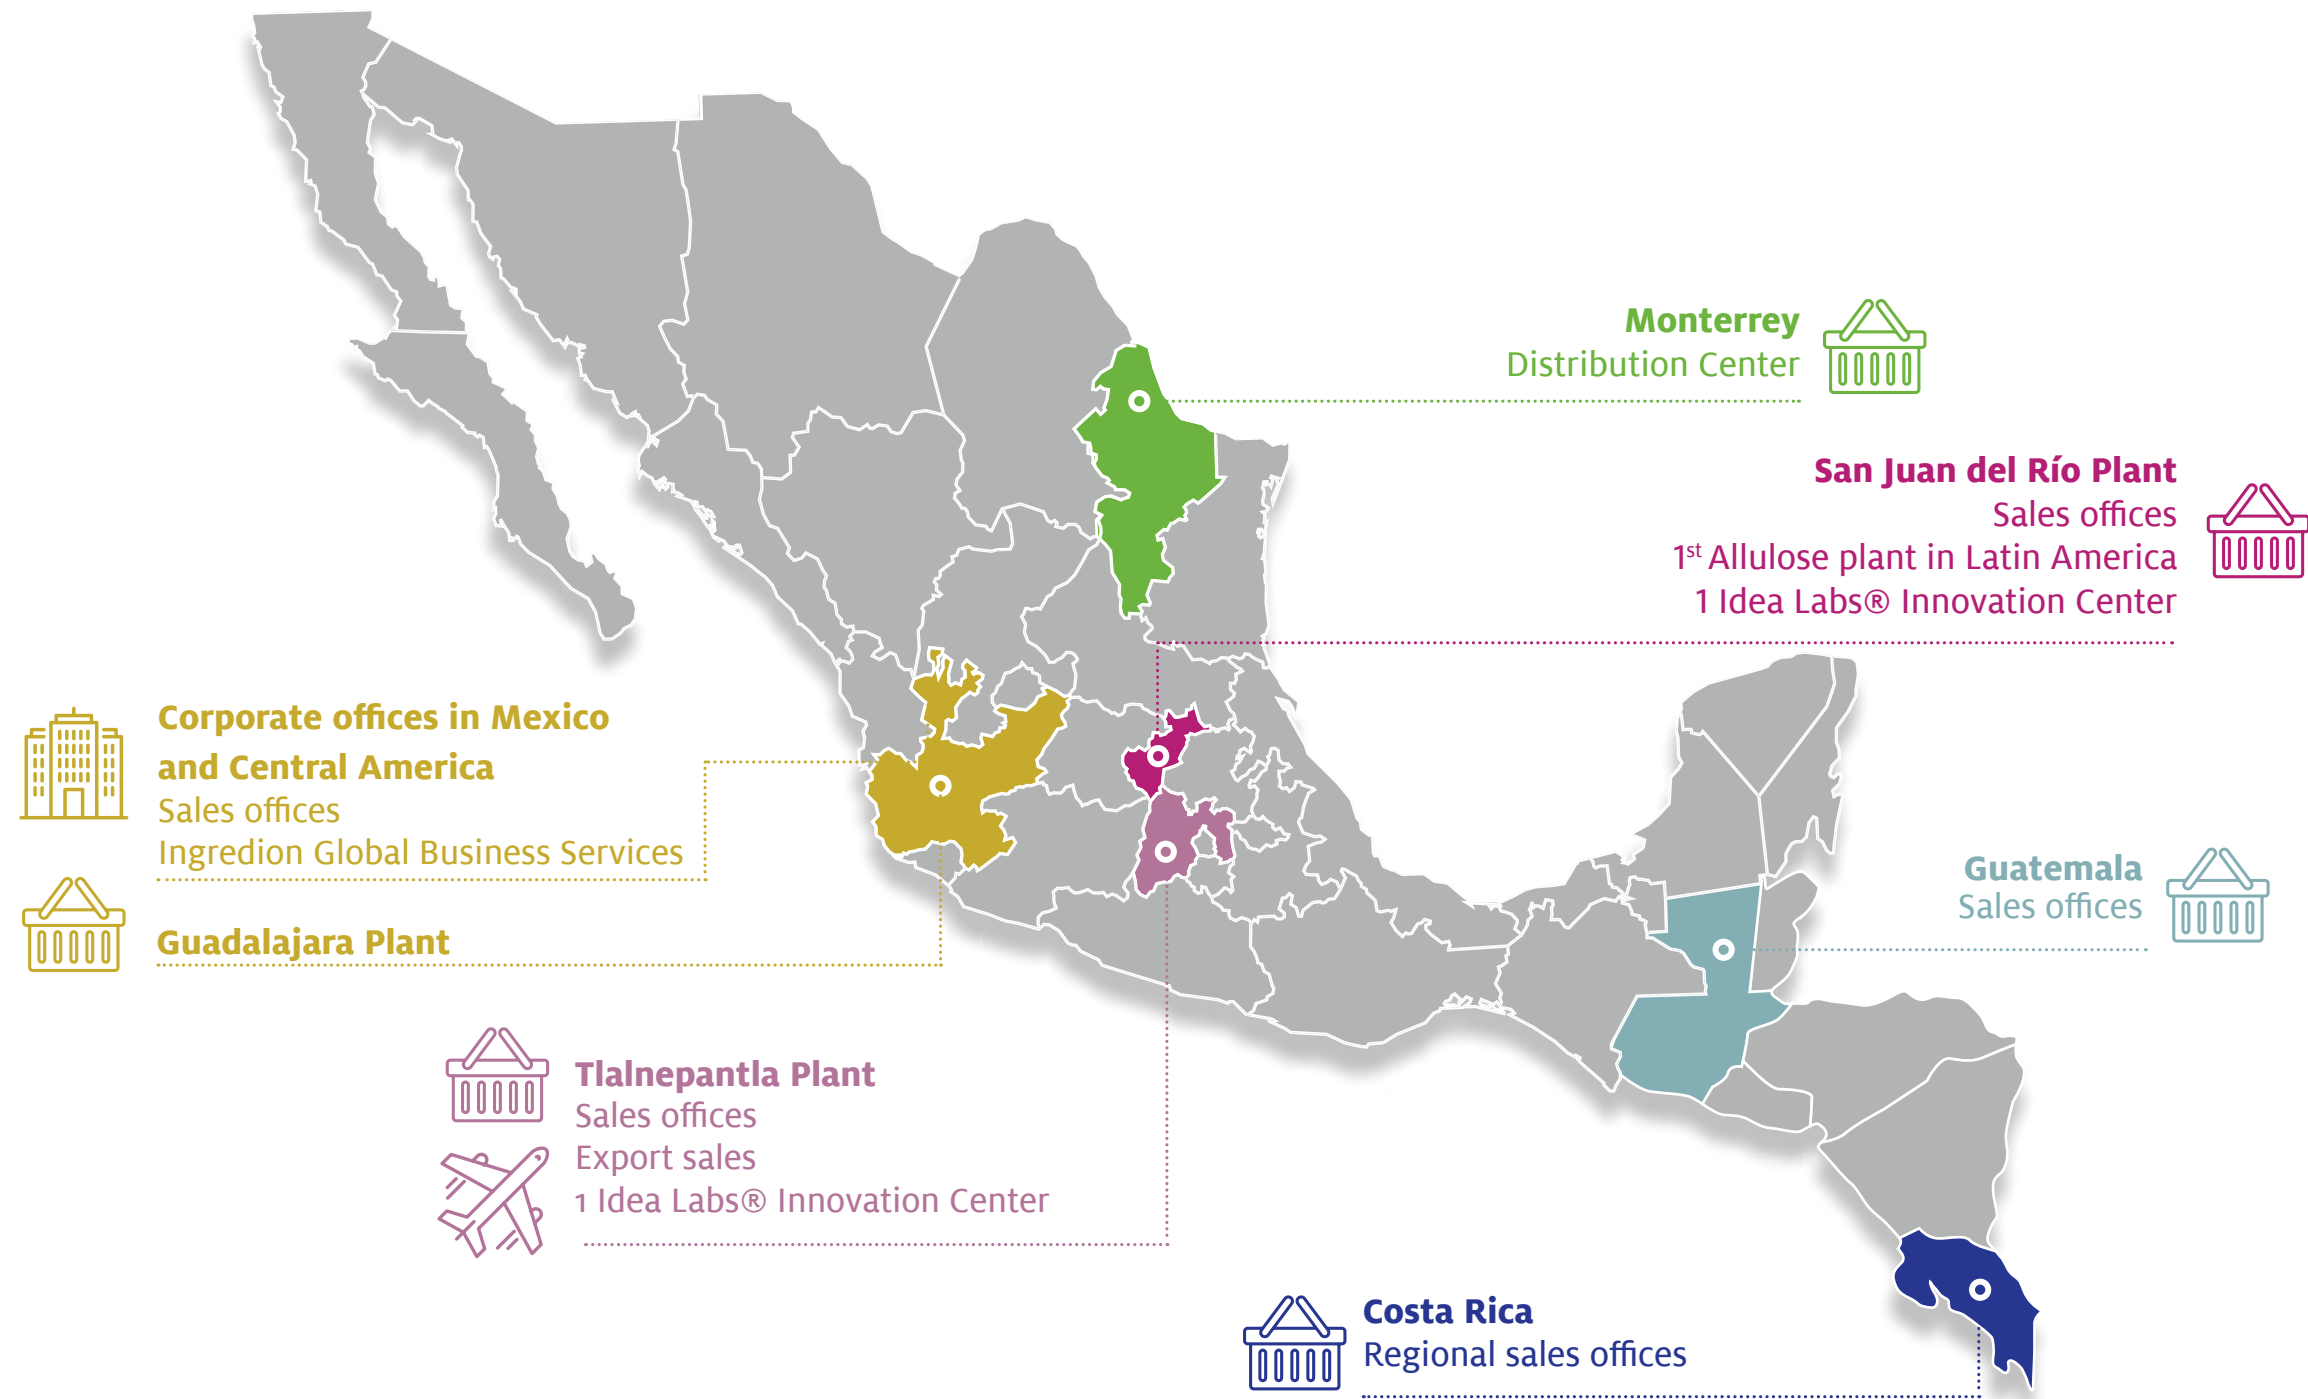 Monterrey
Distribution Center
San Juan del Río Plant
Sales offices
1st Allulose plant in Latin America
1 Idea Labs® Innovation Center
Corporate offices in Mexico
and Central America
Sales offices
Ingredion Global Business Services
Guadalajara Plant
Guatemala
Sales offices
Tlalnepantla Plant
Sales offices
Export sales
1 Idea Labs® Innovation Center
Costa Rica
Regional sales offices